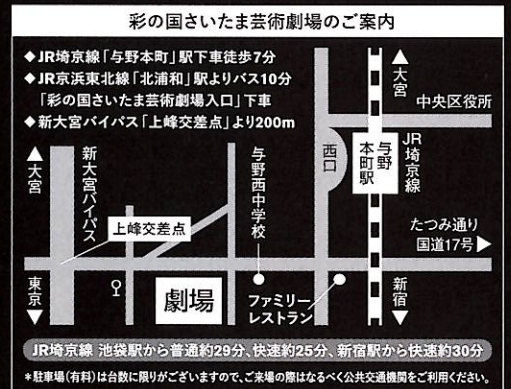 彩の国さいたま芸術劇場のご案内
◆JR埼京線「与野本町」駅下車徒歩7分
◆JR京浜東北線「北浦和」駅よりバス10分
「彩の国さいたま芸術劇場入口」下車
◆新大宮バイパス「上峰交差点」より200m
▲大宮
中央区役所
西口
与野本町駅
JR埼京線
▲大宮
新大宮バイパス
与野西中学校
上峰交差点
たつみ通り
国道17号▶
東京▼
劇場
ファミリー
レストラン
新宿▼
JR埼京線 池袋駅から普通約29分、快速約25分、新宿駅から快速約30分
*駐車場(有料)は台数に限りがございますので、ご来場の際はなるべく公共交通機関をご利用ください。